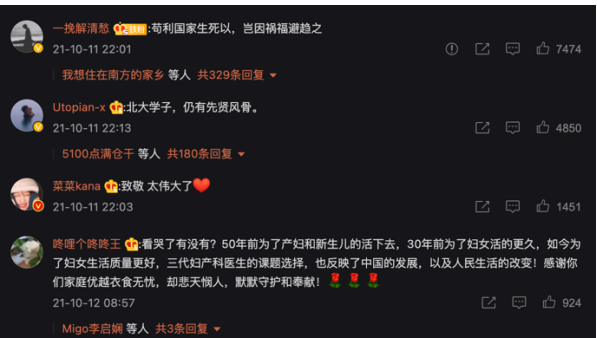 一挽解清愁 铁粉:苟利国家生死以，岂因祸福避趋之
21-10-11 22:01
7474
我想住在南方的家乡 等人 共329条回复
Utopian-x :北大学子，仍有先贤风骨。
21-10-11 22:13
4850
5100点满仓干 等人 共180条回复
菜菜kana :致敬 太伟大了❤️
21-10-11 22:03
1451
咚哩个咚咚王 :看哭了有没有？50年前为了产妇和新生儿的活下去，30年前为了妇女活的更久，如今为
了妇女生活质量更好，三代妇产科医生的课题选择，也反映了中国的发展，以及人民生活的改变！感谢你
们家庭优越衣食无忧，却悲天悯人，默默守护和奉献！🌹🌹🌹
21-10-12 08:57
924
Migo李启娴 等人 共3条回复